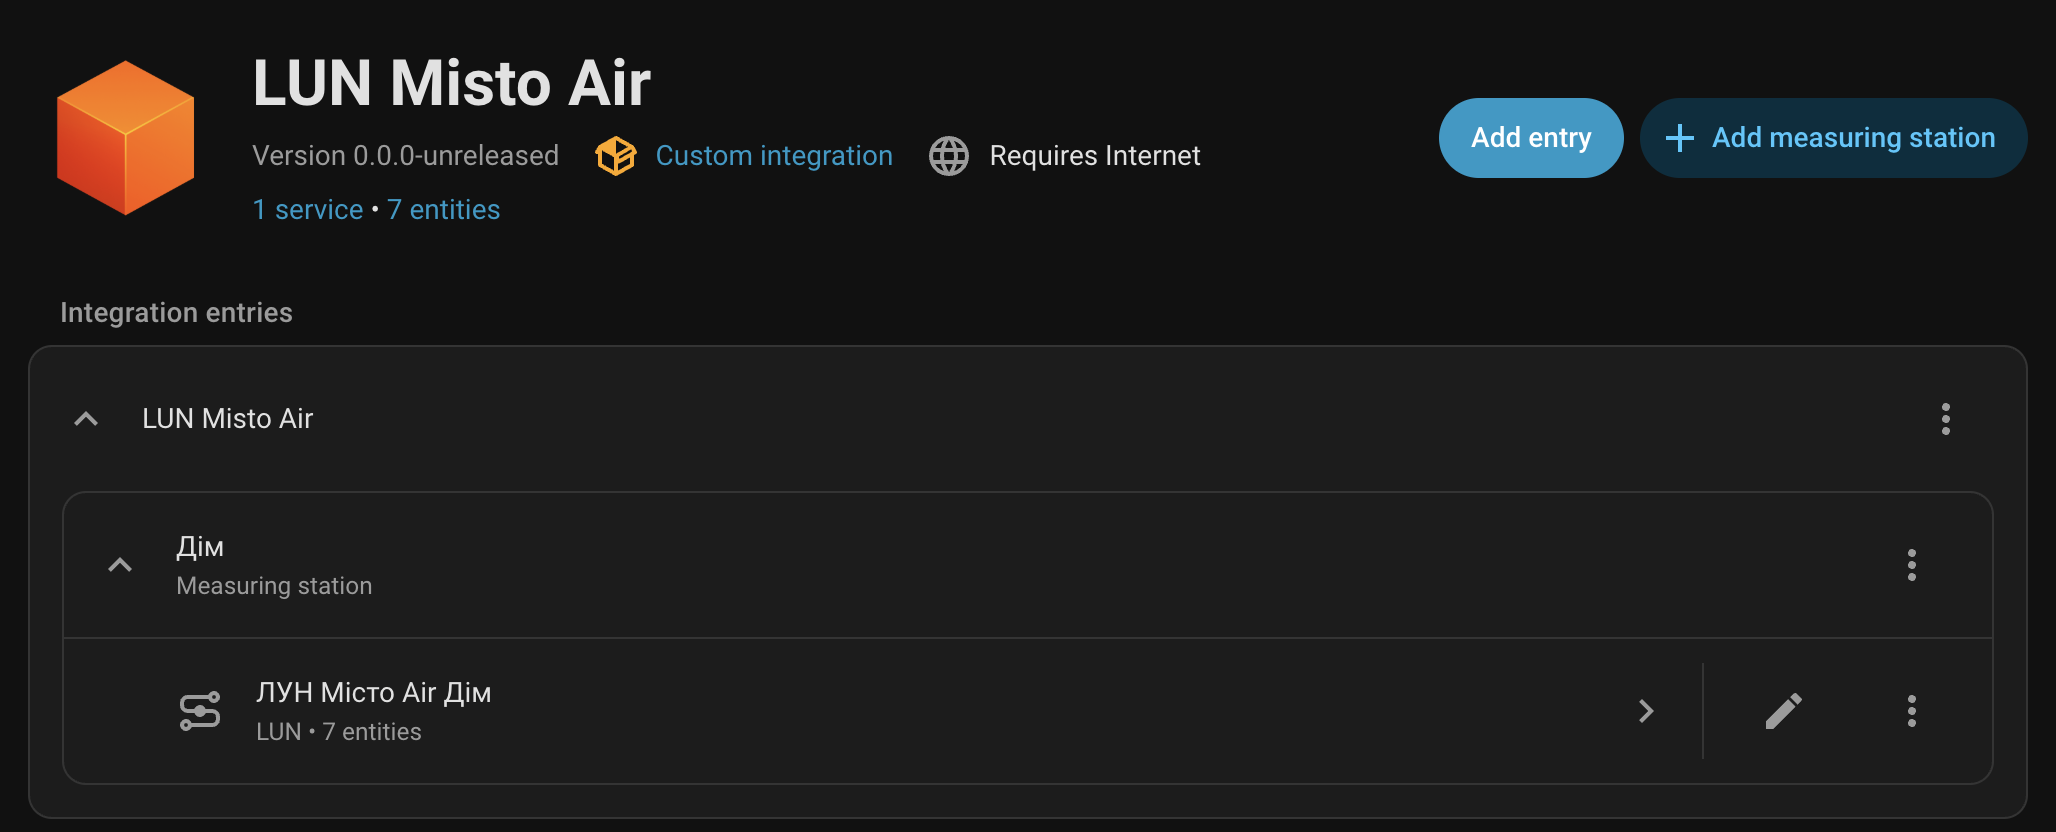 LUN Misto Air
Version 0.0.0-unreleased Custom integration Requires Internet
1 service • 7 entities
Add entry
Add measuring station
Integration entries
LUN Misto Air
Дім
Measuring station
ЛУН Місто Air Дім
LUN • 7 entities